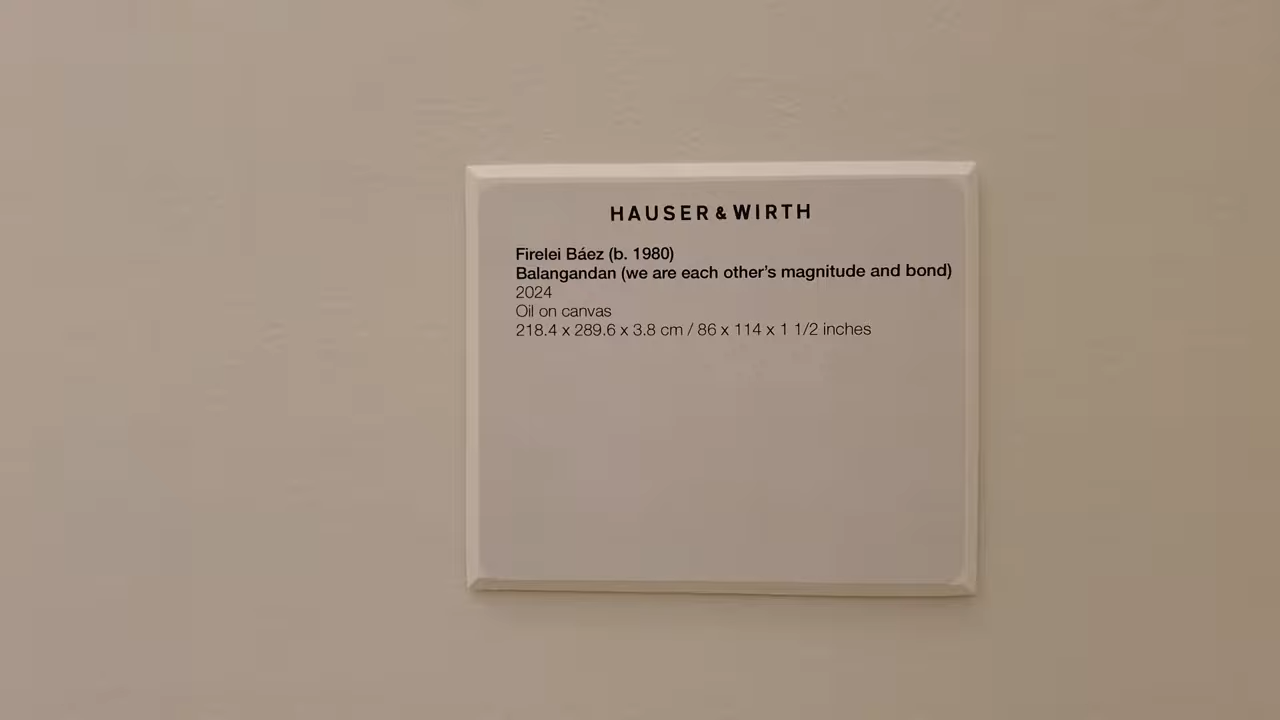 HAUSER & WIRTH
Firelei Báez (b. 1980)
Balangandan (we are each other's magnitude and bond)
2024
Oil on canvas
218.4 x 289.6 x 3.8 cm / 86 x 114 x 1 1/2 inches